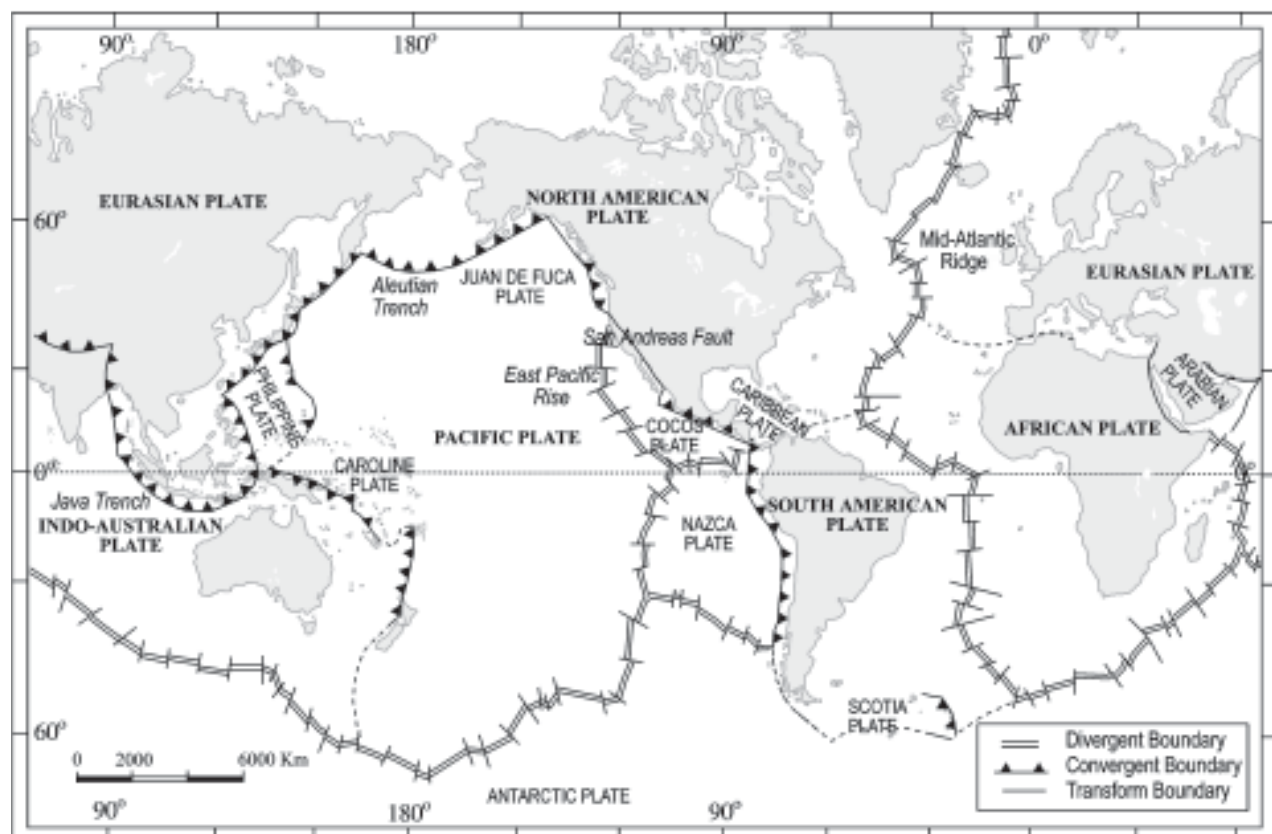 90° 180° 90° 0°
EURASIAN PLATE
NORTH AMERICAN
PLATE
60°
Mid-Atlantic
Ridge
EURASIAN PLATE
Aleutian
Trench
JUAN DE FUCA
PLATE
San Andreas Fault
East Pacific
Rise
PHILIPPINE
PLATE
CARIBBEAN
PLATE
ARABIAN
PLATE
COCOS
PLATE
PACIFIC PLATE
AFRICAN PLATE
CAROLINE
PLATE
0°
Java Trench
INDO-AUSTRALIAN
PLATE
NAZCA
PLATE
SOUTH AMERICAN
PLATE
SCOTIA
PLATE
60°
0 2000 6000 Km
ANTARCTIC PLATE
Divergent Boundary
Convergent Boundary
Transform Boundary
90° 180° 90°